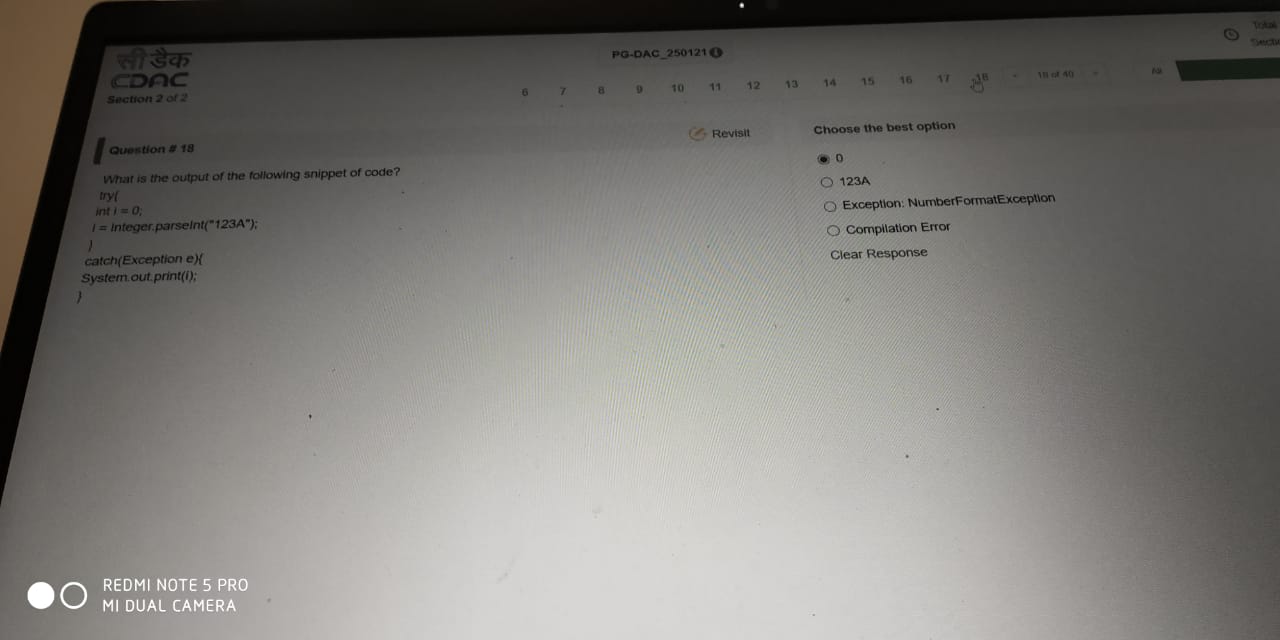 सी डैक
CDAC
Section 2 of 2
PG-DAC_250121
6 7 8 9 10 11 12 13 14 15 16 17 18
18 of 40
All
Total
Question # 18
Revisit
What is the output of the following snippet of code?
try{
int i = 0;
i = Integer.parseInt("123A");
}
catch(Exception e){
System.out.print(i);
}
Choose the best option
0
123A
Exception: NumberFormatException
Compilation Error
Clear Response
REDMI NOTE 5 PRO
MI DUAL CAMERA